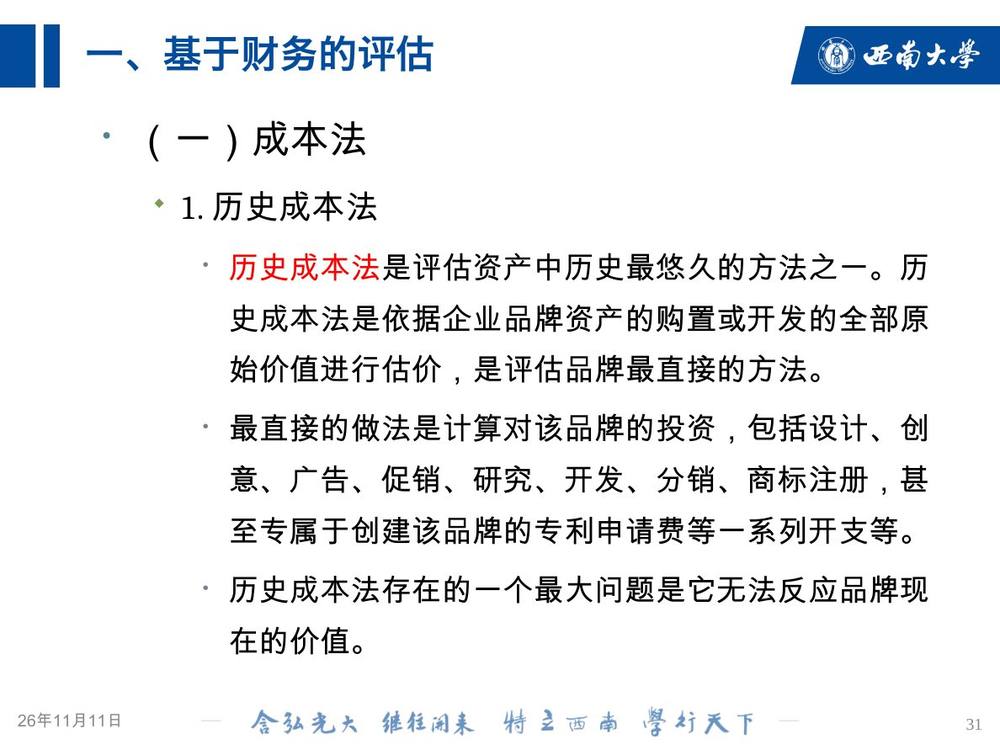 一、基于财务的评估
西南大学
（一）成本法
1. 历史成本法
历史成本法是评估资产中历史最悠久的方法之一。历
史成本法是依据企业品牌资产的购置或开发的全部原
始价值进行估价，是评估品牌最直接的方法。
最直接的做法是计算对该品牌的投资，包括设计、创
意、广告、促销、研究、开发、分销、商标注册，甚
至专属于创建该品牌的专利申请费等一系列开支等。
历史成本法存在的一个最大问题是它无法反应品牌现
在的价值。
26年11月11日
含弘光大 继往开来 特立西南 學行天下
31